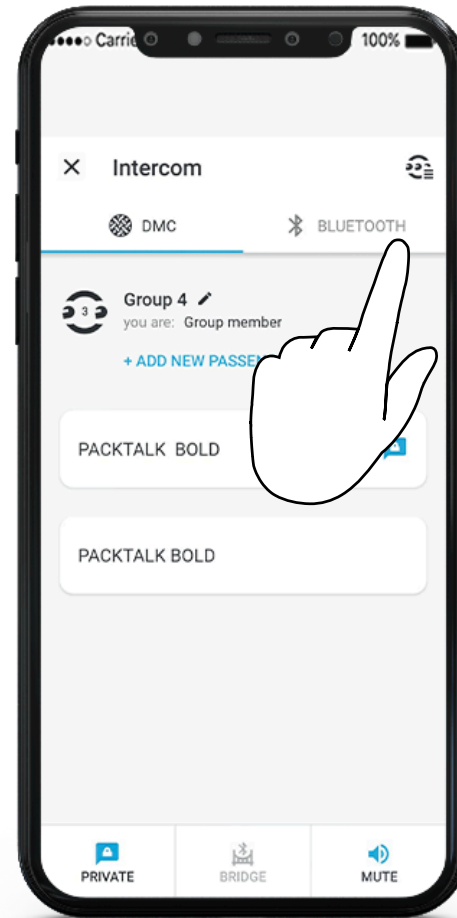 Carrie 100%
Intercom
DMC BLUETOOTH
3 Group 4
you are: Group member
+ ADD NEW
PACKTALK BOLD
PACKTALK BOLD
PRIVATE BRIDGE MUTE